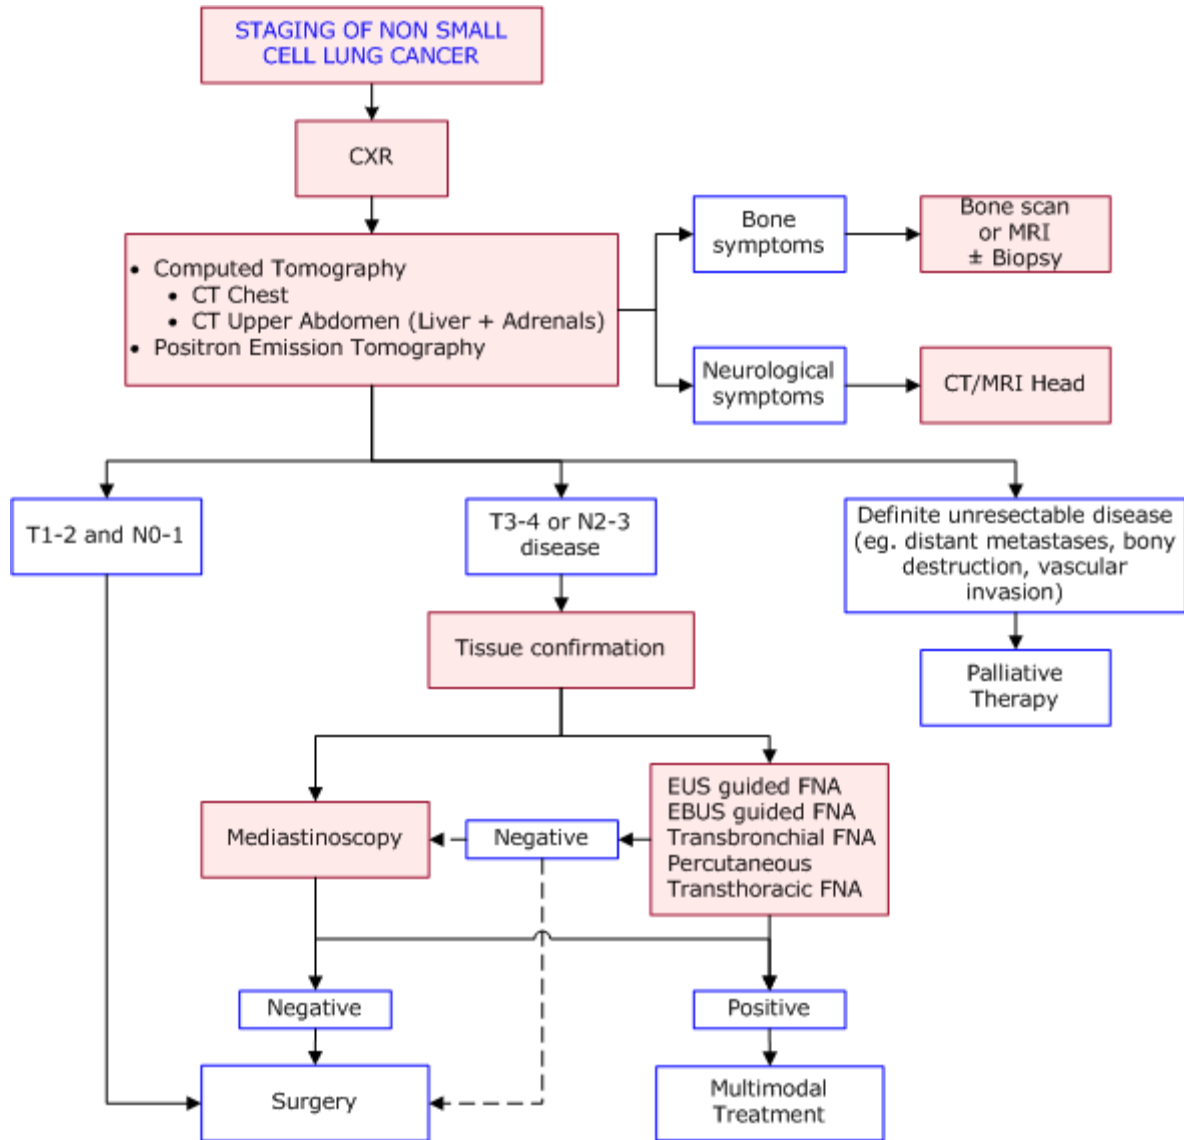 STAGING OF NON SMALL
CELL LUNG CANCER
CXR
• Computed Tomography
• CT Chest
• CT Upper Abdomen (Liver + Adrenals)
• Positron Emission Tomography
Bone
symptoms
Bone scan
or MRI
± Biopsy
Neurological
symptoms
CT/MRI Head
T1-2 and N0-1
T3-4 or N2-3
disease
Definite unresectable disease
(eg. distant metastases, bony
destruction, vascular
invasion)
Tissue confirmation
Palliative
Therapy
Mediastinoscopy
Negative
EUS guided FNA
EBUS guided FNA
Transbronchial FNA
Percutaneous
Transthoracic FNA
Negative
Positive
Surgery
Multimodal
Treatment